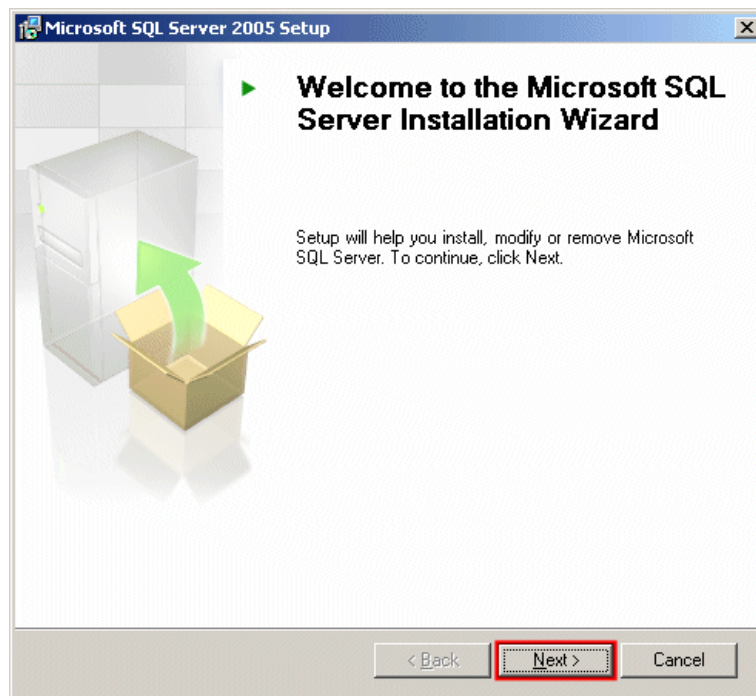 Microsoft SQL Server 2005 Setup
Welcome to the Microsoft SQL
Server Installation Wizard
Setup will help you install, modify or remove Microsoft
SQL Server. To continue, click Next.
< Back
Next >
Cancel